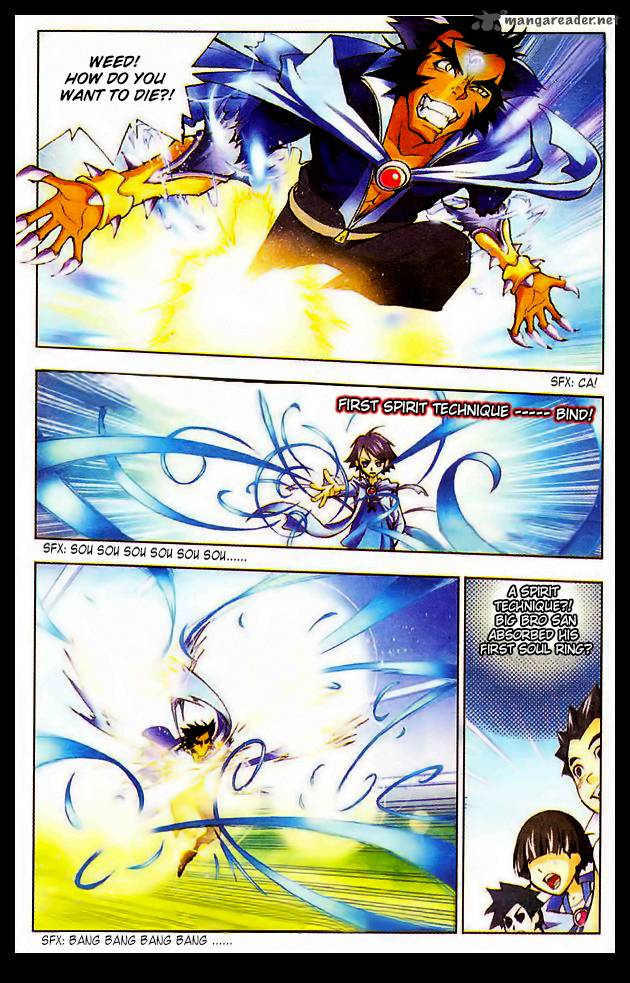 mangareader.net
WEED!
HOW DO YOU
WANT TO DIE?!
SFX: CA!
FIRST SPIRIT TECHNIQUE ----- BIND!
SFX: SOU SOU SOU SOU SOU SOU......
A SPIRIT
TECHNIQUE?!
BIG BRO SAN
ABSORBED HIS
FIRST SOUL RING?
SFX: BANG BANG BANG BANG ......